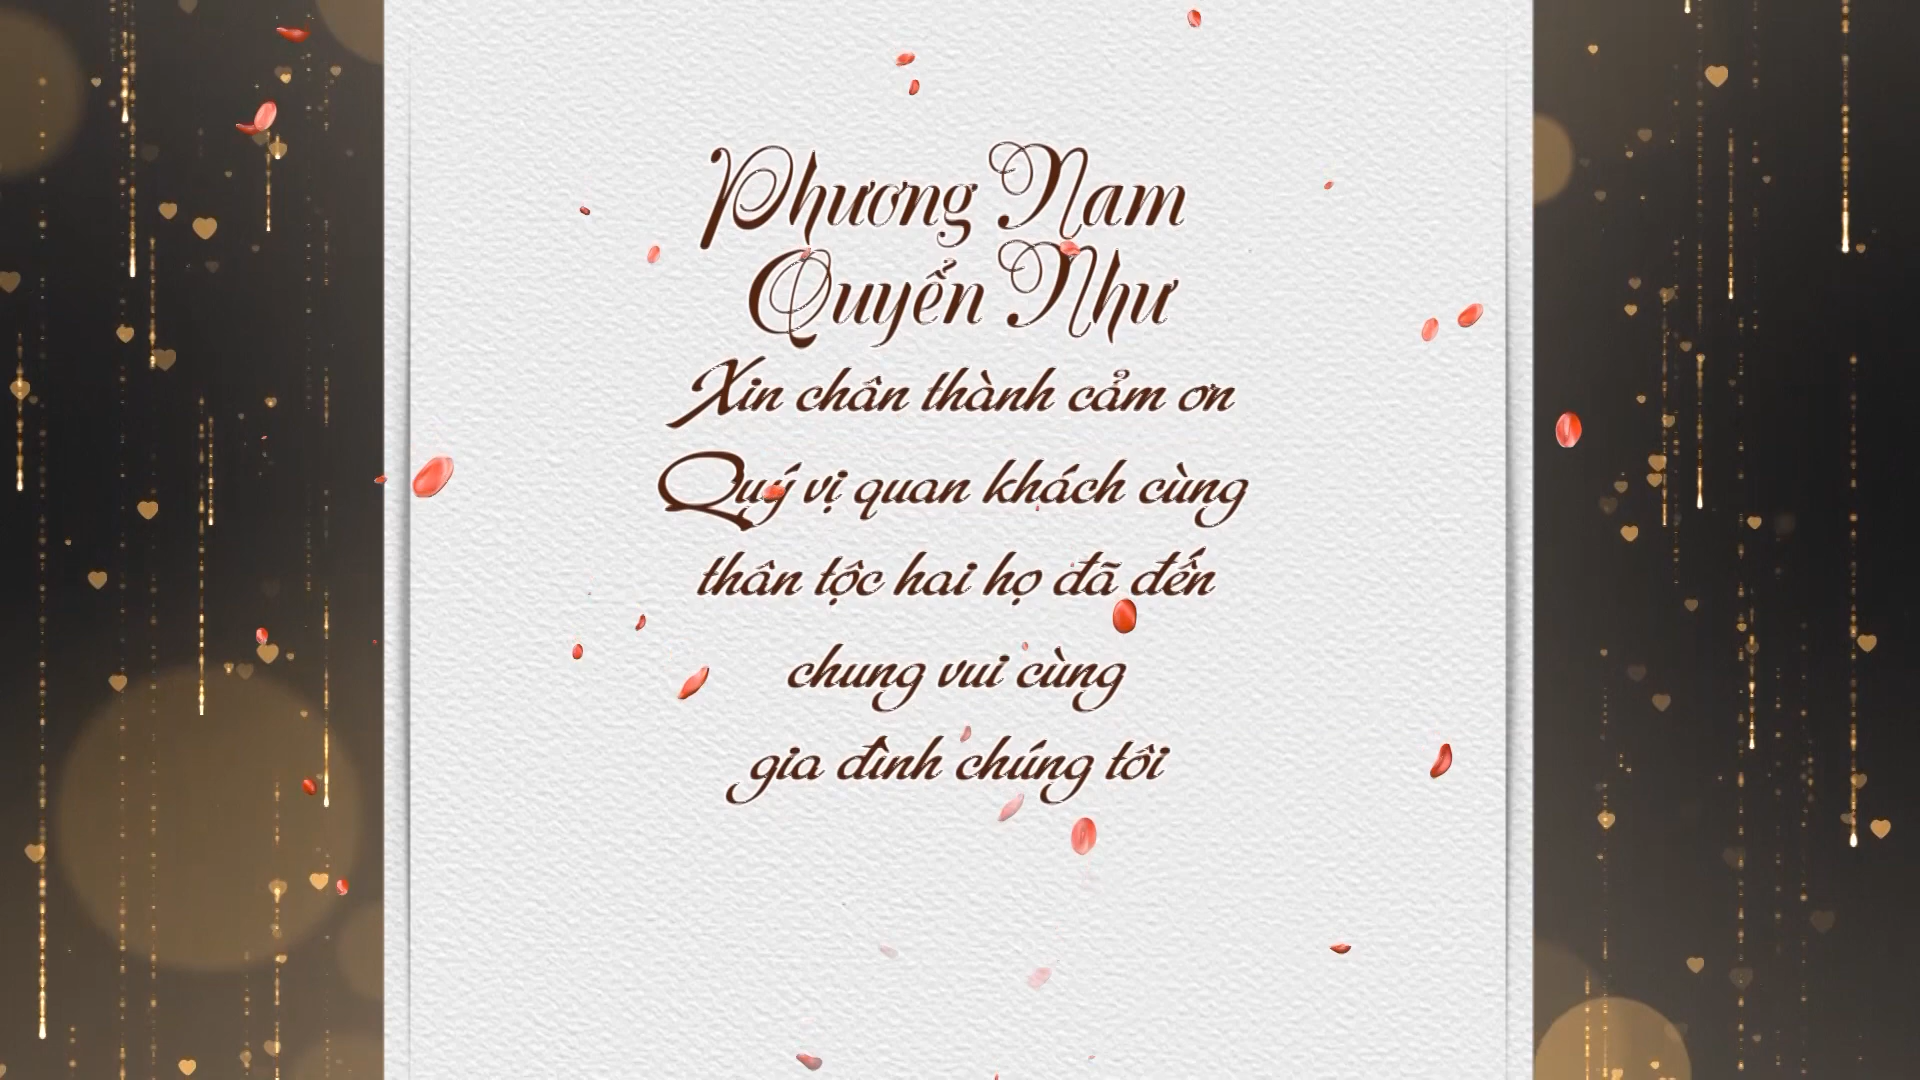 Phương Nam
Quyển Như
Xin chân thành cảm ơn
Quý vị quan khách cùng
thân tộc hai họ đã đến
chung vui cùng
gia đình chúng tôi